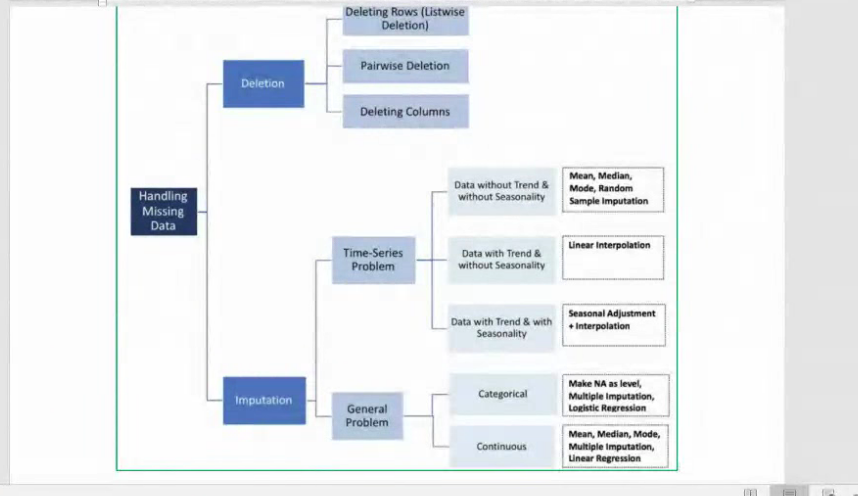 Deleting Rows (Listwise
Deletion)
Deletion
Pairwise Deletion
Deleting Columns
Handling
Missing
Data
Data without Trend &
without Seasonality
Mean, Median,
Mode, Random
Sample Imputation
Time-Series
Problem
Data with Trend &
without Seasonality
Linear Interpolation
Data with Trend & with
Seasonality
Seasonal Adjustment
+ Interpolation
Imputation
General
Problem
Categorical
Make NA as level,
Multiple Imputation,
Logistic Regression
Continuous
Mean, Median, Mode,
Multiple Imputation,
Linear Regression